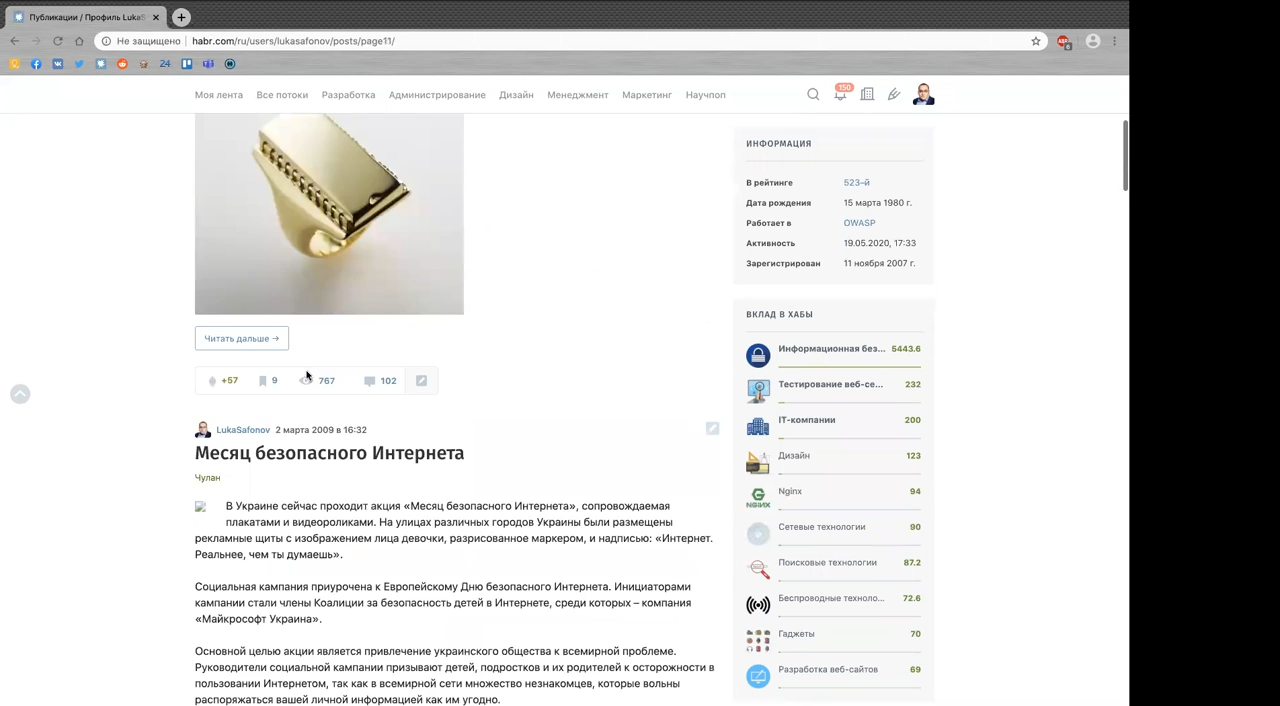 Публикации / Профиль LukaS
Не защищено habr.com/ru/users/lukasafonov/posts/page11/
24
6
Моя лента Все потоки Разработка Администрирование Дизайн Менеджмент Маркетинг Научпоп
150
Читать дальше →
+57 9 767 102
LukaSafonov 2 марта 2009 в 16:32
Месяц безопасного Интернета
Чулан
В Украине сейчас проходит акция «Месяц безопасного Интернета», сопровождаемая
плакатами и видеороликами. На улицах различных городов Украины были размещены
рекламные щиты с изображением лица девочки, разрисованное маркером, и надписью: «Интернет.
Реальнее, чем ты думаешь».
Социальная кампания приурочена к Европейскому Дню безопасного Интернета. Инициаторами
кампании стали члены Коалиции за безопасность детей в Интернете, среди которых – компания
«Майкрософт Украина».
Основной целью акции является привлечение украинского общества к всемирной проблеме.
Руководители социальной кампании призывают детей, подростков и их родителей к осторожности в
пользовании Интернетом, так как в всемирной сети множество незнакомцев, которые вольны
распоряжаться вашей личной информацией как им угодно.
ИНФОРМАЦИЯ
В рейтинге 523-й
Дата рождения 15 марта 1980 г.
Работает в OWASP
Активность 19.05.2020, 17:33
Зарегистрирован 11 ноября 2007 г.
ВКЛАД В ХАБЫ
Информационная без... 5443.6
Тестирование веб-се... 232
IT-компании 200
Дизайн 123
Nginx 94
NGINX
Сетевые технологии 90
Поисковые технологии 87.2
Беспроводные техноло... 72.6
Гаджеты 70
Разработка веб-сайтов 69